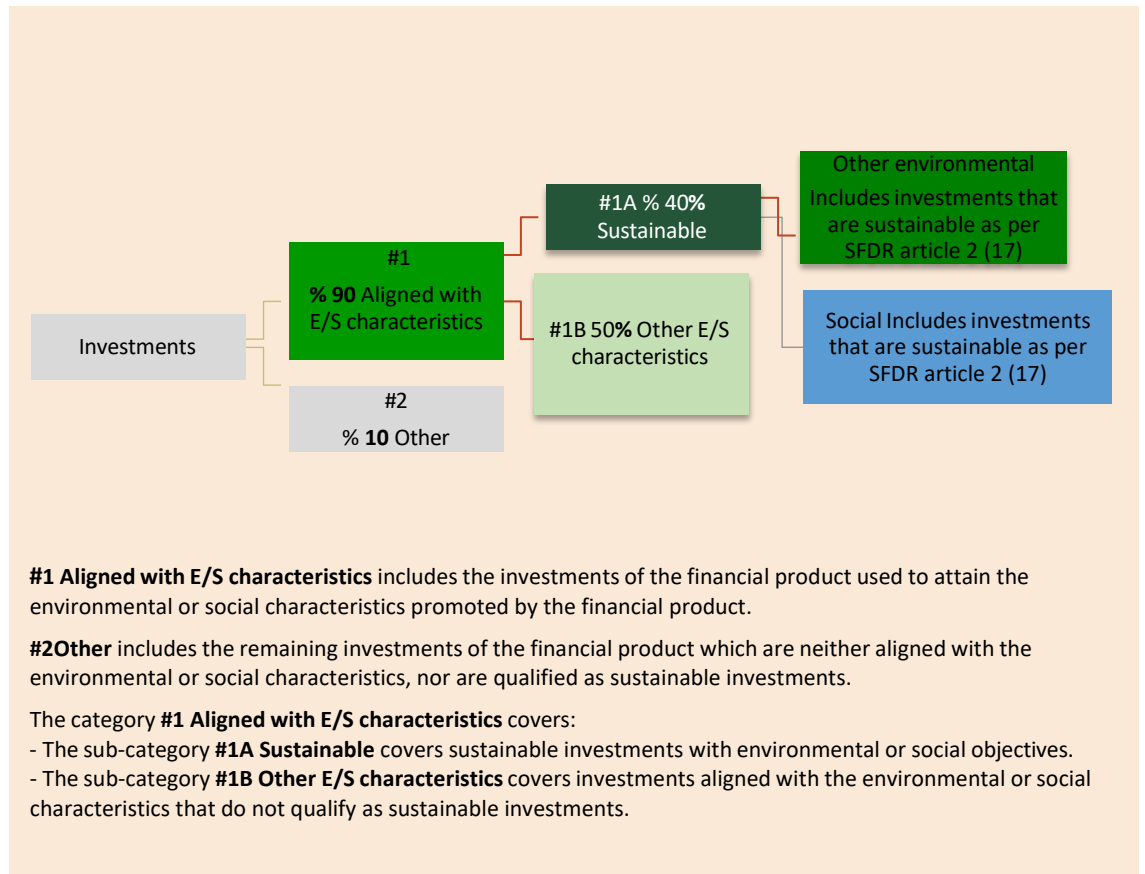 Investments
#1
% 90 Aligned with
E/S characteristics
#2
% 10 Other
#1A % 40%
Sustainable
#1B 50% Other E/S
characteristics
Other environmental
Includes investments that
are sustainable as per
SFDR article 2 (17)
Social Includes investments
that are sustainable as per
SFDR article 2 (17)
#1 Aligned with E/S characteristics includes the investments of the financial product used to attain the
environmental or social characteristics promoted by the financial product.
#2Other includes the remaining investments of the financial product which are neither aligned with the
environmental or social characteristics, nor are qualified as sustainable investments.
The category #1 Aligned with E/S characteristics covers:
- The sub-category #1A Sustainable covers sustainable investments with environmental or social objectives.
- The sub-category #1B Other E/S characteristics covers investments aligned with the environmental or social
characteristics that do not qualify as sustainable investments.